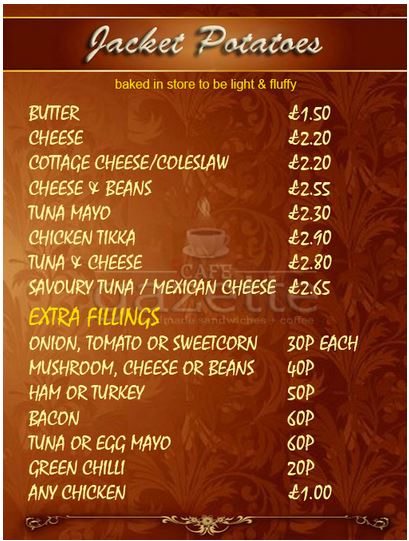 Jacket Potatoes
baked in store to be light & fluffy
BUTTER £1.50
CHEESE £2.20
COTTAGE CHEESE/COLESLAW £2.20
CHEESE & BEANS £2.55
TUNA MAYO £2.30
CHICKEN TIKKA £2.90
TUNA & CHEESE £2.80
CAFE
SAVOURY TUNA / MEXICAN CHEESE £2.65
EXTRA FILLINGS
made sandwiches + coffee
ONION, TOMATO OR SWEETCORN 30P EACH
MUSHROOM, CHEESE OR BEANS 40P
HAM OR TURKEY 50P
BACON 60P
TUNA OR EGG MAYO 60P
GREEN CHILLI 20P
ANY CHICKEN £1.00